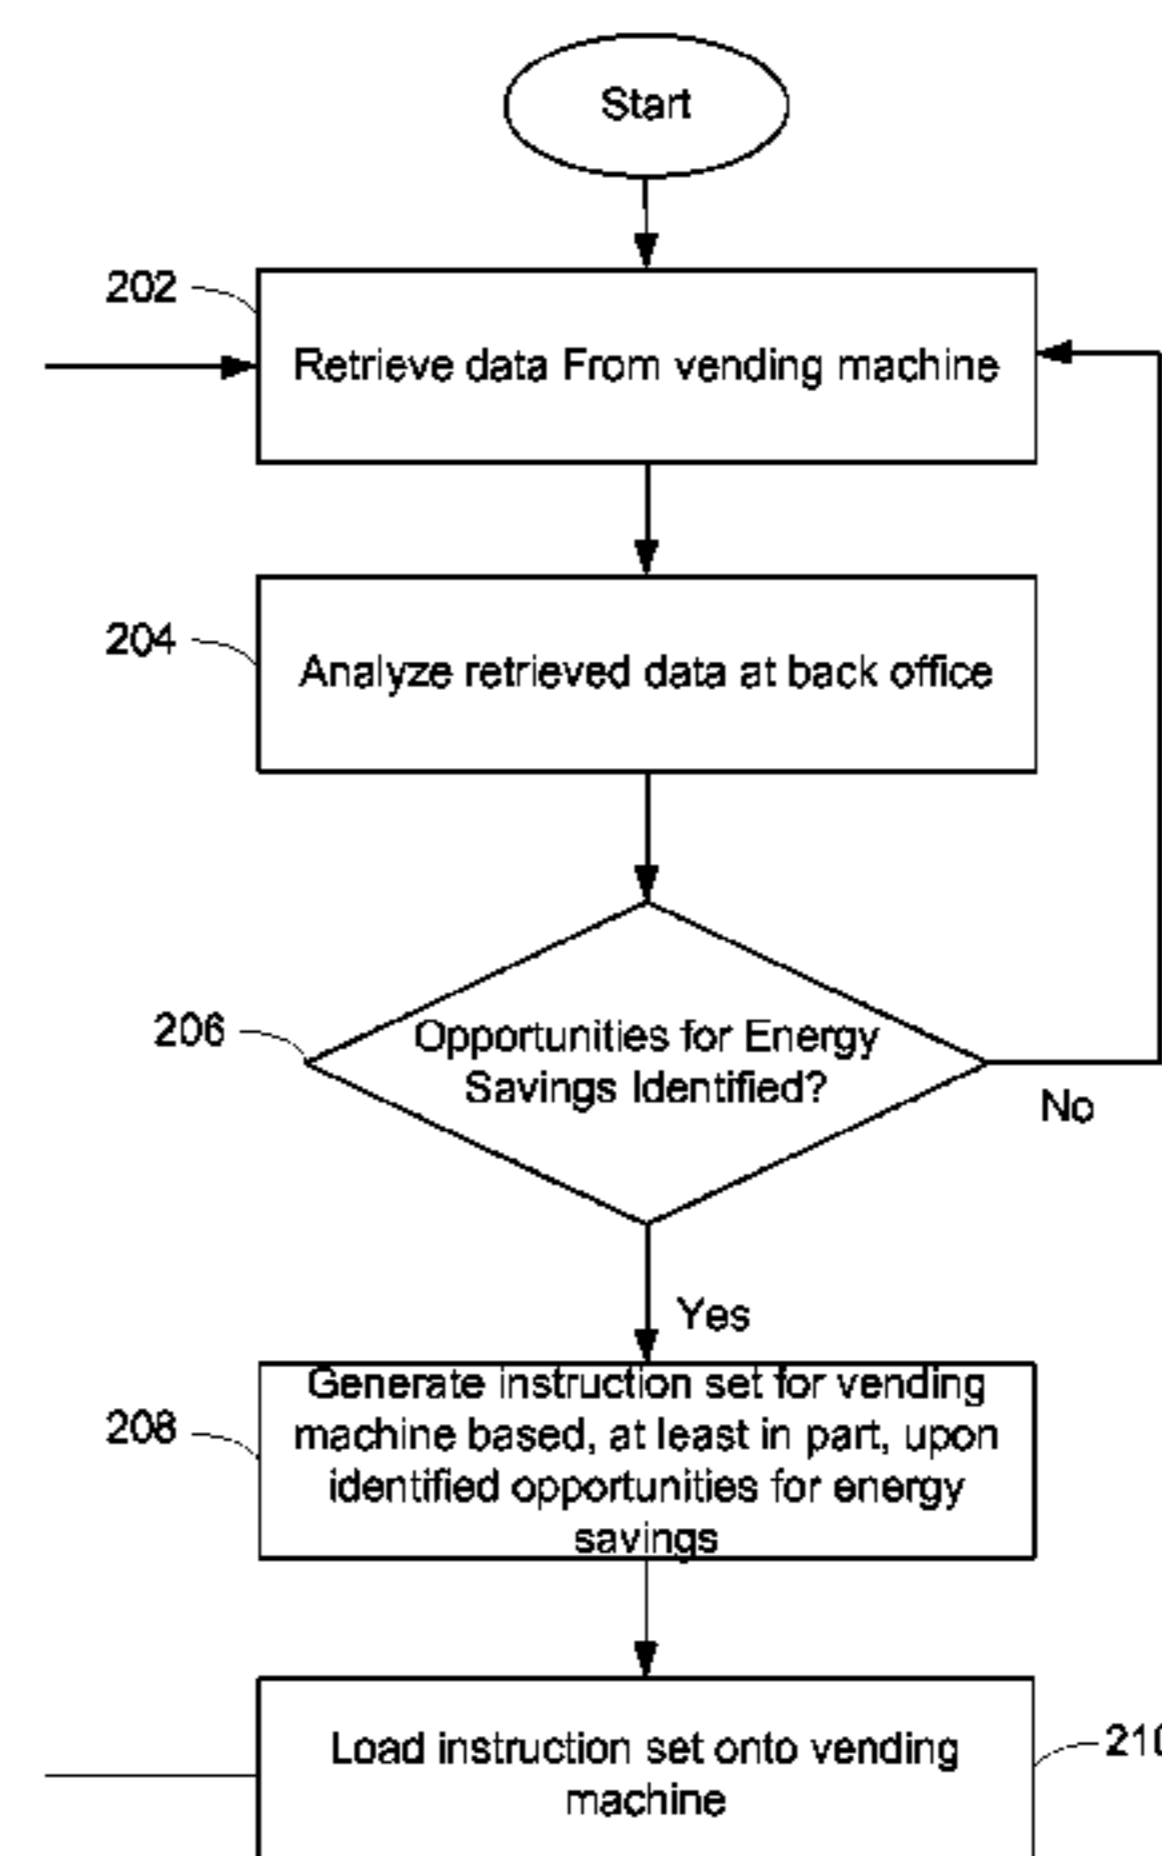 Start
202
Retrieve data From vending machine
204
Analyze retrieved data at back office
206
Opportunities for Energy
Savings Identified?
No
Yes
208
Generate instruction set for vending
machine based, at least in part, upon
identified opportunities for energy
savings
Load instruction set onto vending
machine
210